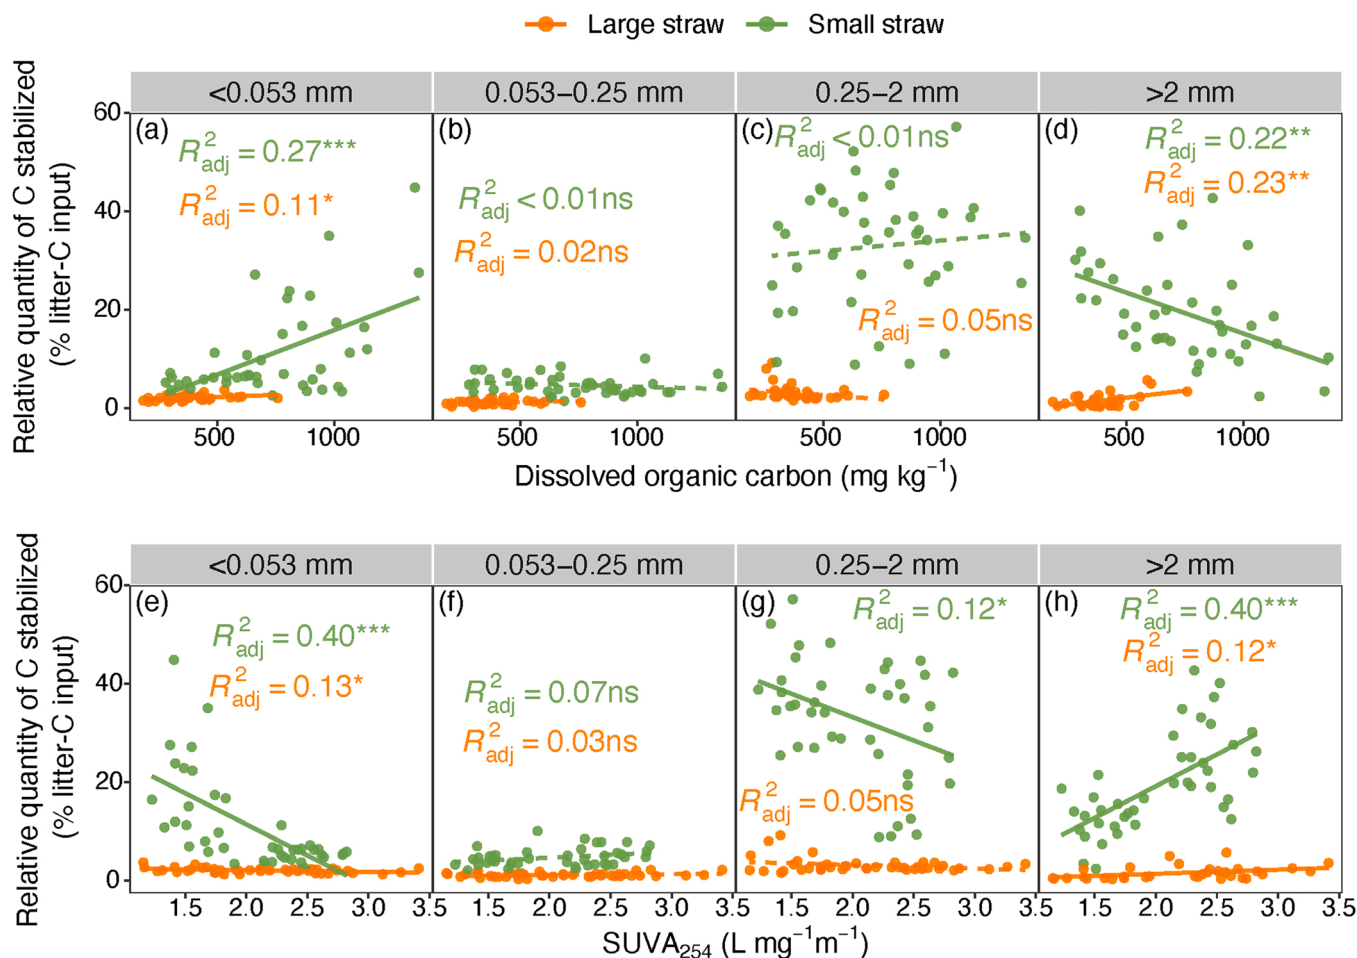 Large straw Small straw
<0.053 mm 0.053−0.25 mm 0.25−2 mm >2 mm
Relative quantity of C stabilized
(% litter-C input)
60
40
20
0
(a)
R²adj = 0.27***
R²adj = 0.11*
(b)
R²adj < 0.01ns
R²adj = 0.02ns
(c)
R²adj < 0.01ns
R²adj = 0.05ns
(d)
R²adj = 0.22**
R²adj = 0.23**
500 1000 500 1000 500 1000 500 1000
Dissolved organic carbon (mg kg⁻¹)
<0.053 mm 0.053−0.25 mm 0.25−2 mm >2 mm
Relative quantity of C stabilized
(% litter-C input)
60
40
20
0
(e)
R²adj = 0.40***
R²adj = 0.13*
(f)
R²adj = 0.07ns
R²adj = 0.03ns
(g)
R²adj = 0.12*
R²adj = 0.05ns
(h)
R²adj = 0.40***
R²adj = 0.12*
1.5 2.0 2.5 3.0 3.5 1.5 2.0 2.5 3.0 3.5 1.5 2.0 2.5 3.0 3.5 1.5 2.0 2.5 3.0 3.5
SUVA₂₅₄ (L mg⁻¹m⁻¹)